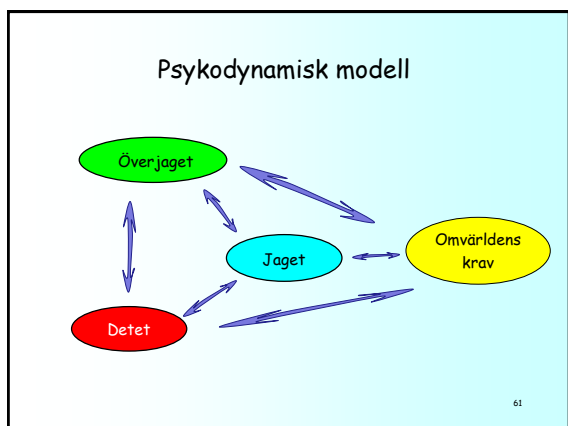 Psykodynamisk modell
Överjaget
Jaget
Omvärldens
krav
Detet
61